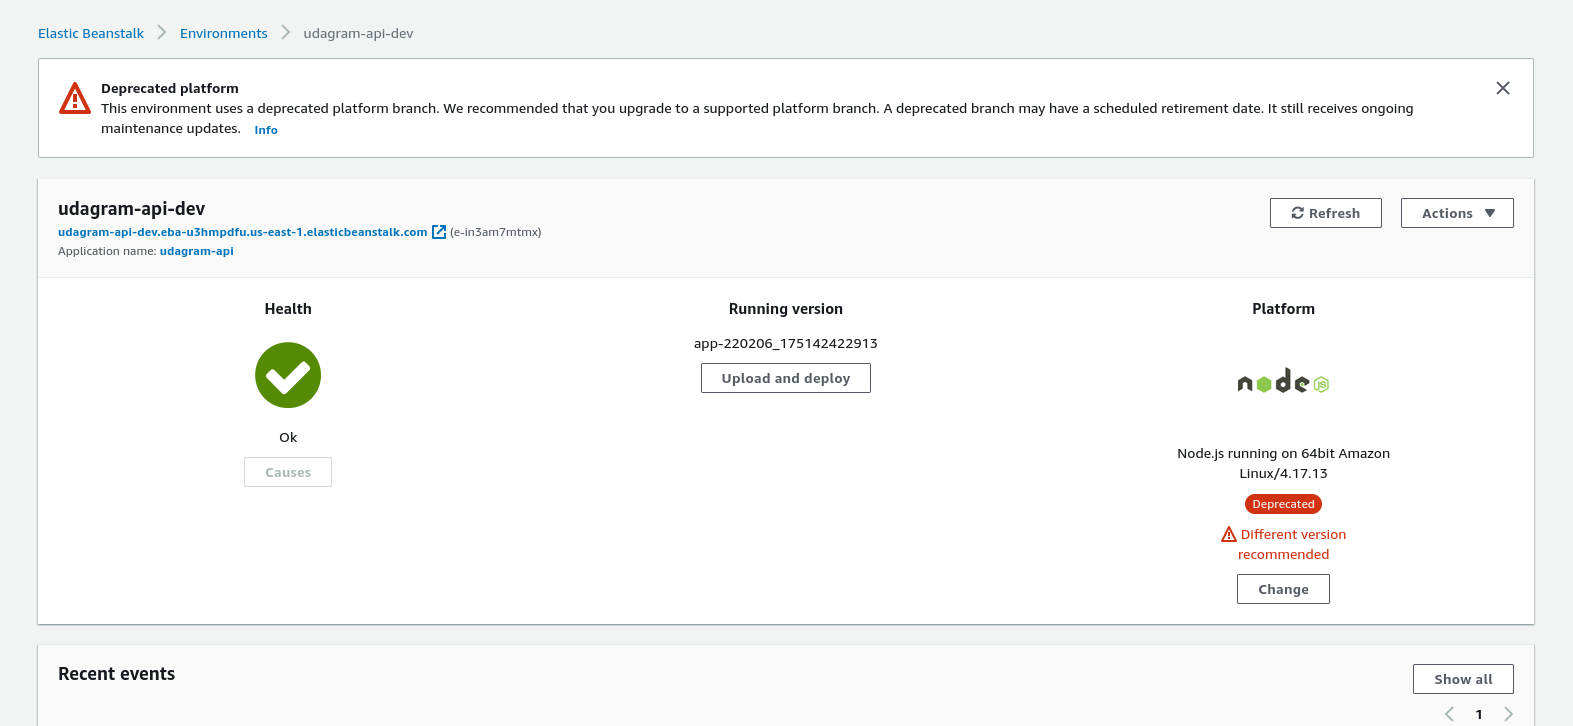 Elastic Beanstalk > Environments > udagram-api-dev
Deprecated platform
This environment uses a deprecated platform branch. We recommended that you upgrade to a supported platform branch. A deprecated branch may have a scheduled retirement date. It still receives ongoing
maintenance updates. Info
udagram-api-dev
Refresh
Actions
udagram-api-dev.eba-u3hmpdfu.us-east-1.elasticbeanstalk.com (e-in3am7mtmx)
Application name: udagram-api
Health
Ok
Causes
Running version
app-220206_175142422913
Upload and deploy
Platform
node JS
Node.js running on 64bit Amazon
Linux/4.17.13
Deprecated
Different version
recommended
Change
Recent events
Show all
1